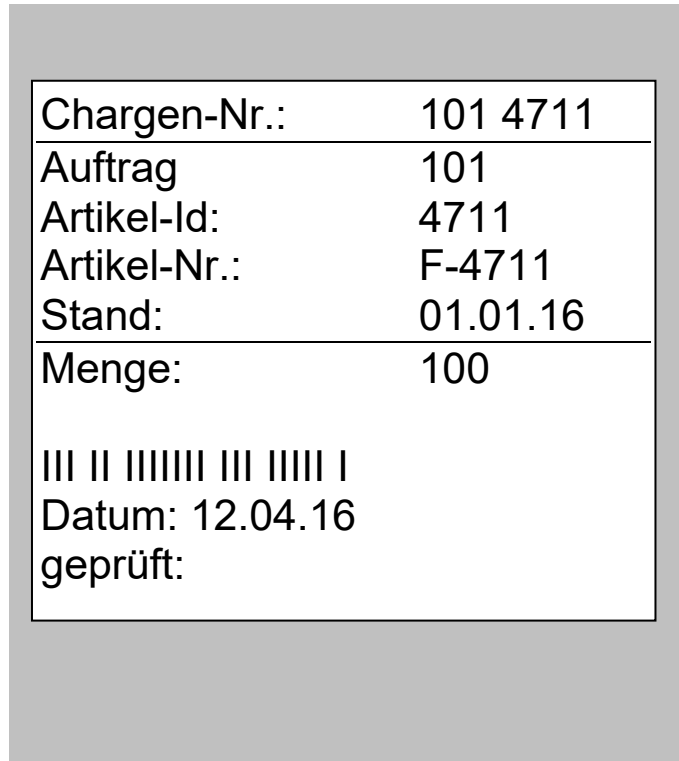 Chargen-Nr.: 101 4711
Auftrag 101
Artikel-Id: 4711
Artikel-Nr.: F-4711
Stand: 01.01.16
Menge: 100
III II IIIIIII III IIIII I
Datum: 12.04.16
geprüft: